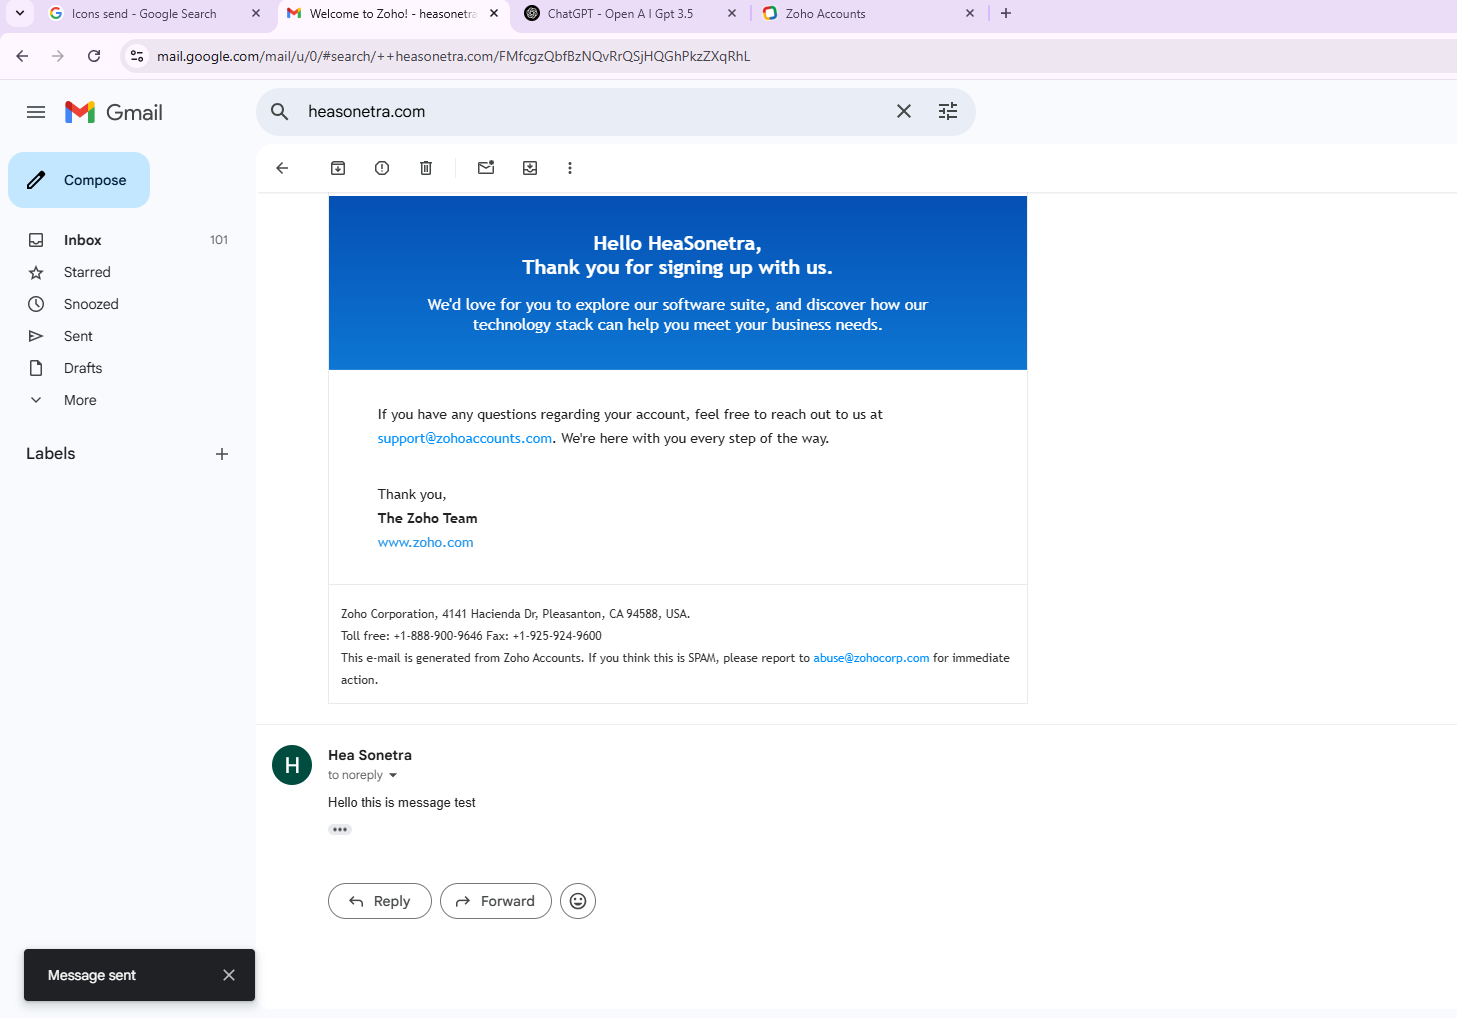 Icons send - Google Search
Welcome to Zoho! - heasonetra
ChatGPT - Open A I Gpt 3.5
Zoho Accounts
mail.google.com/mail/u/0/#search/++heasonetra.com/FMfcgzQbfBzNQvRrQSjHQGhPkzZXqRhL
Gmail
heasonetra.com
Compose
Inbox 101
Starred
Snoozed
Sent
Drafts
More
Labels
Hello HeaSonetra,
Thank you for signing up with us.
We'd love for you to explore our software suite, and discover how our
technology stack can help you meet your business needs.
If you have any questions regarding your account, feel free to reach out to us at
support@zohoaccounts.com. We're here with you every step of the way.
Thank you,
The Zoho Team
www.zoho.com
Zoho Corporation, 4141 Hacienda Dr, Pleasanton, CA 94588, USA.
Toll free: +1-888-900-9646 Fax: +1-925-924-9600
This e-mail is generated from Zoho Accounts. If you think this is SPAM, please report to abuse@zohocorp.com for immediate
action.
H
Hea Sonetra
to noreply
Hello this is message test
Reply
Forward
Message sent